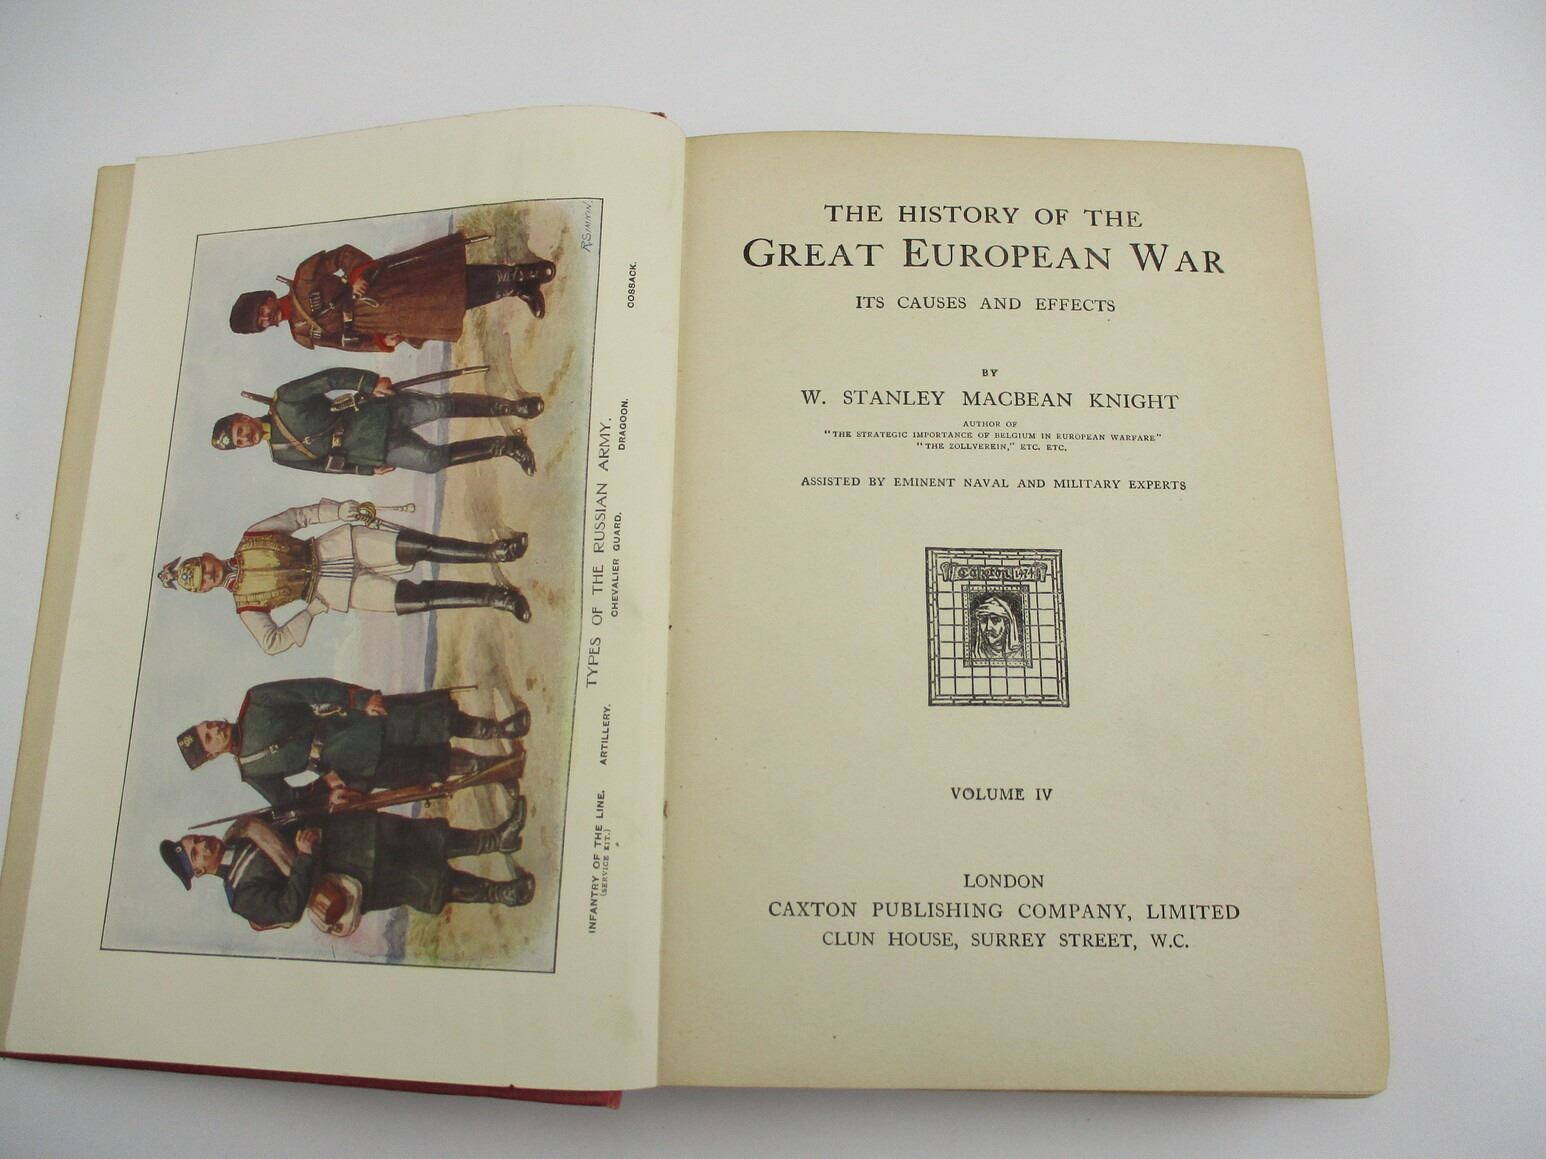 R. SIMKIN.
TYPES OF THE RUSSIAN ARMY.
INFANTRY OF THE LINE. ARTILLERY. CHEVALIER GUARD. DRAGOON. COSSACK.
(SERVICE KIT.)
THE HISTORY OF THE
GREAT EUROPEAN WAR
ITS CAUSES AND EFFECTS
BY
W. STANLEY MACBEAN KNIGHT
AUTHOR OF
"THE STRATEGIC IMPORTANCE OF BELGIUM IN EUROPEAN WARFARE"
"THE ZOLLVEREIN," ETC. ETC.
ASSISTED BY EMINENT NAVAL AND MILITARY EXPERTS
Caxton 1474
VOLUME IV
LONDON
CAXTON PUBLISHING COMPANY, LIMITED
CLUN HOUSE, SURREY STREET, W.C.